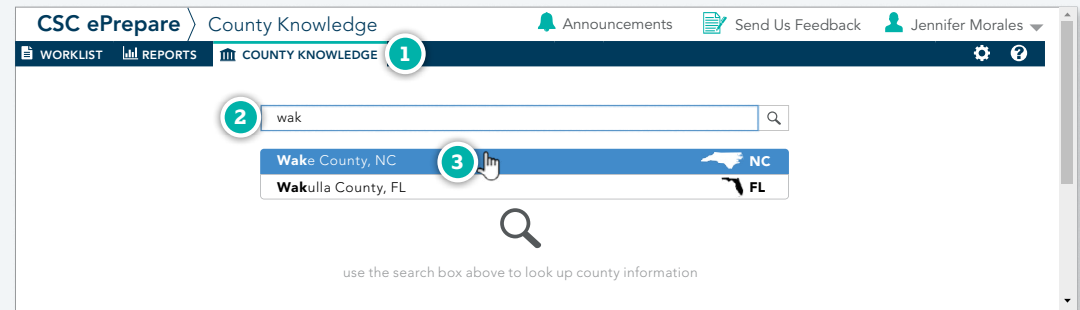 CSC ePrepare County Knowledge Announcements Send Us Feedback Jennifer Morales
WORKLIST REPORTS COUNTY KNOWLEDGE 1 ?
2 wak
Wake County, NC 3 NC
Wakulla County, FL FL
use the search box above to look up county information